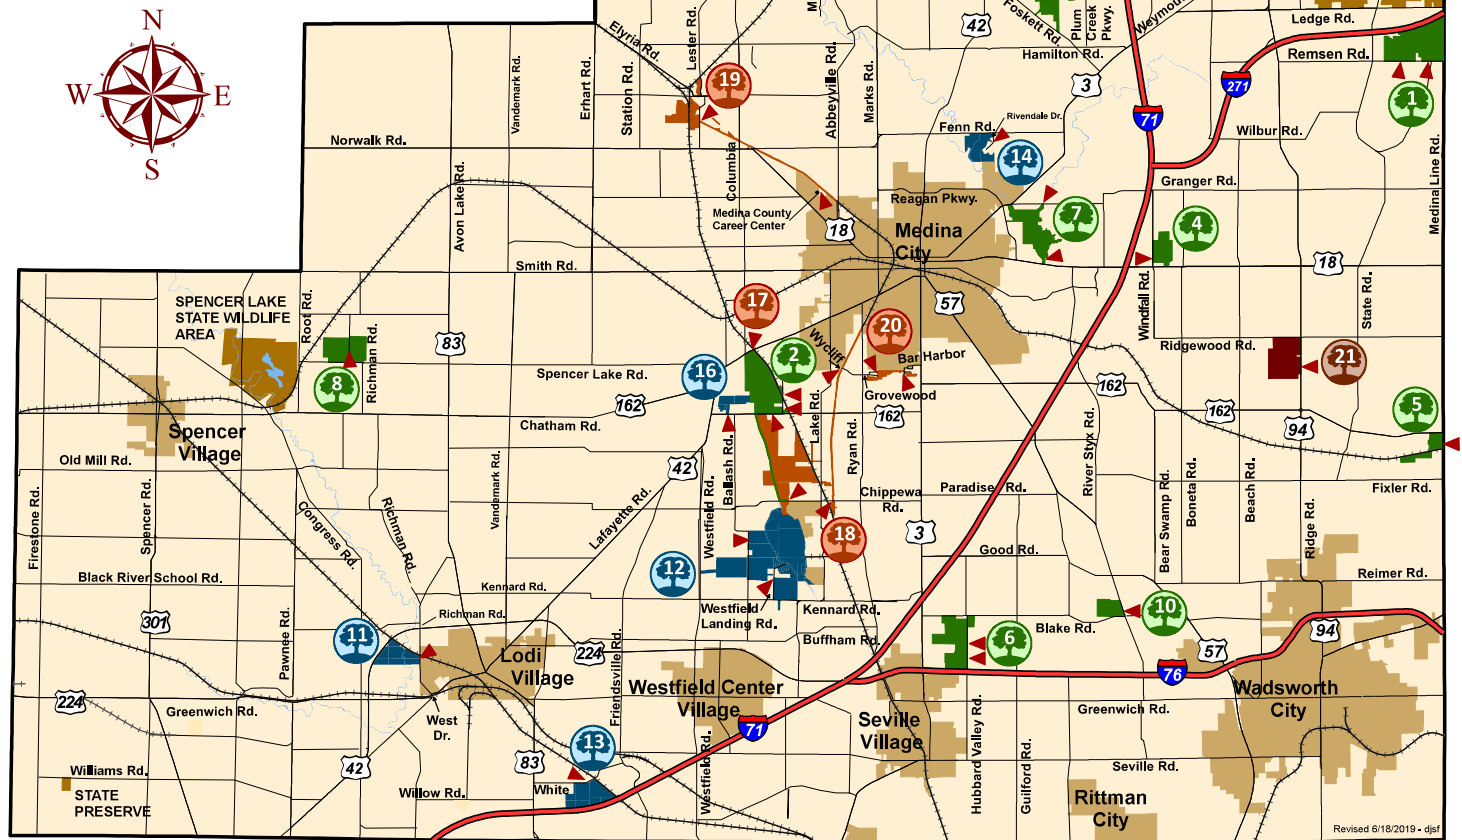 N
W
E
S
Elyria Rd.
Lester Rd.
M
42
Foskett Rd.
Plum
Creek
Pkwy.
Weymou
Ledge Rd.
Remsen Rd.
Hamilton Rd.
3
271
1
19
Vandemark Rd.
Erhart Rd.
Station Rd.
Abbeyville Rd.
Marks Rd.
Rivendale Dr.
Fenn Rd.
71
Wilbur Rd.
Norwalk Rd.
14
Columbia
Granger Rd.
Medina Line Rd.
Avon Lake Rd.
Reagan Pkwy.
Medina County
Career Center
18
7
4
Medina
City
Smith Rd.
18
SPENCER LAKE
STATE WILDLIFE
AREA
Root Rd.
17
57
Windfall Rd.
State Rd.
20
Wycliff
83
Richman Rd.
2
Bar Harbor
Ridgewood Rd.
21
8
Spencer Lake Rd.
16
162
Grovewood
162
162
162
5
Chatham Rd.
Lake Rd.
Ryan Rd.
94
Spencer
Village
Old Mill Rd.
42
Ballash Rd.
River Styx Rd.
Vandemark Rd.
Westfield Rd.
Chippewa
Rd.
Paradise Rd.
Bear Swamp Rd.
Boneta Rd.
Beach Rd.
Fixler Rd.
Firestone Rd.
Spencer Rd.
Congress Rd.
Richman Rd.
Lafayette Rd.
Ridge Rd.
18
3
Good Rd.
Black River School Rd.
Kennard Rd.
12
Reimer Rd.
Richman Rd.
Westfield
Landing Rd.
Kennard Rd.
10
301
Pawnee Rd.
11
Buffham Rd.
6
Blake Rd.
94
57
Lodi
Village
224
Friendsville Rd.
76
224
Westfield Center
Village
Wadsworth
City
Greenwich Rd.
West
Dr.
71
Seville
Village
Greenwich Rd.
13
Hubbard Valley Rd.
Guilford Rd.
Williams Rd.
42
83
Westfield Rd.
Seville Rd.
STATE
PRESERVE
Willow Rd.
White
Rittman
City
Revised 6/18/2019 - djsf